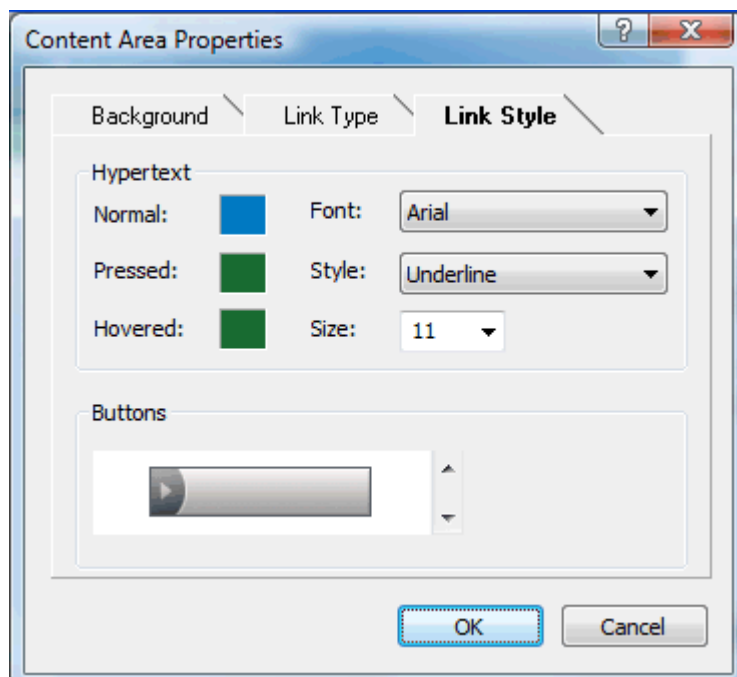 Content Area Properties
?
X
Background Link Type Link Style
Hypertext
Normal: Font: Arial
Pressed: Style: Underline
Hovered: Size: 11
Buttons
OK Cancel